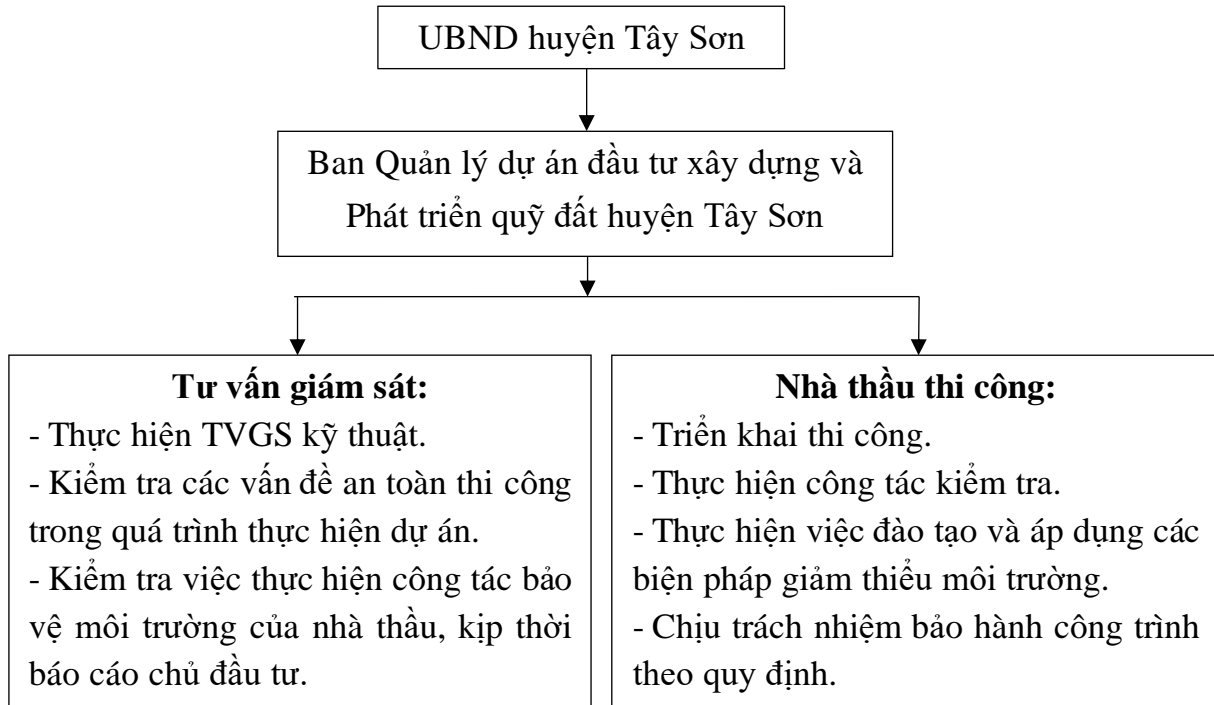 UBND huyện Tây Sơn
Ban Quản lý dự án đầu tư xây dựng và
Phát triển quỹ đất huyện Tây Sơn
Tư vấn giám sát:
- Thực hiện TVGS kỹ thuật.
- Kiểm tra các vấn đề an toàn thi công
trong quá trình thực hiện dự án.
- Kiểm tra việc thực hiện công tác bảo
vệ môi trường của nhà thầu, kịp thời
báo cáo chủ đầu tư.
Nhà thầu thi công:
- Triển khai thi công.
- Thực hiện công tác kiểm tra.
- Thực hiện việc đào tạo và áp dụng các
biện pháp giảm thiểu môi trường.
- Chịu trách nhiệm bảo hành công trình
theo quy định.